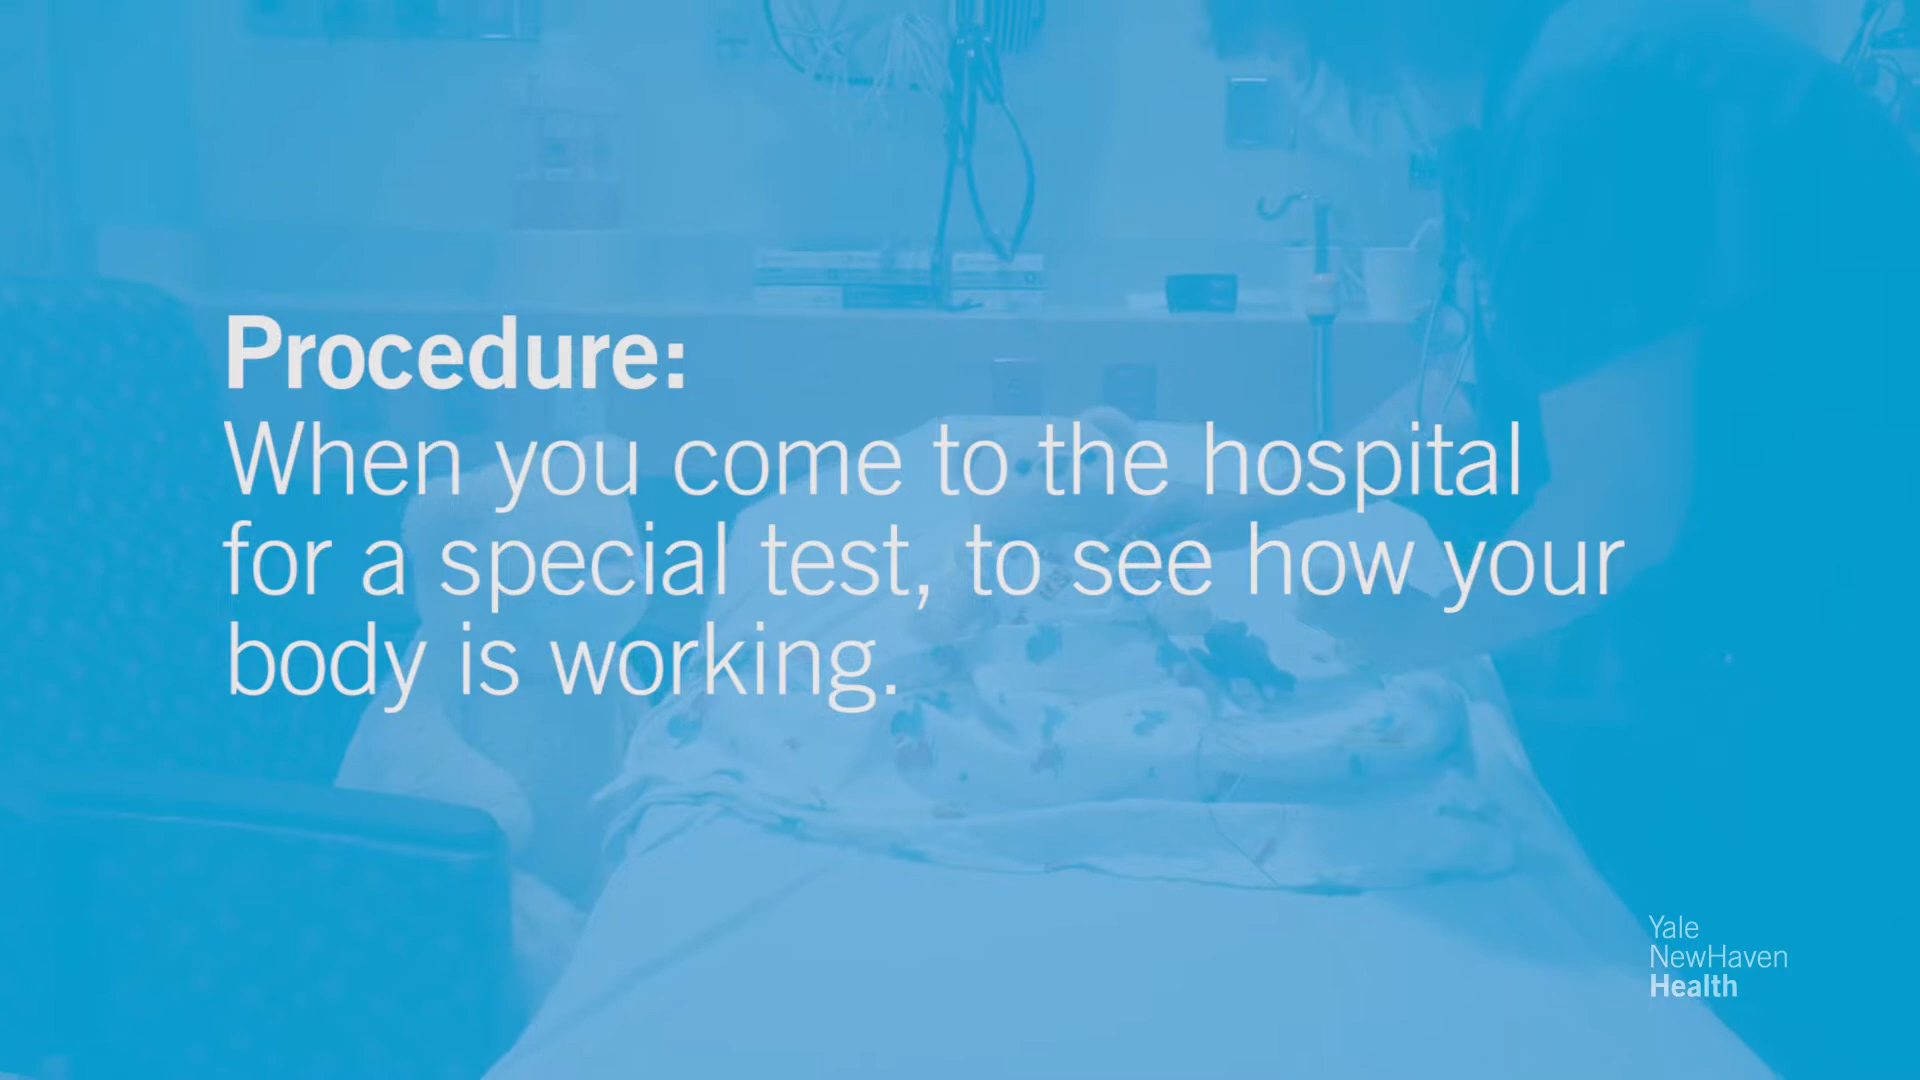 Procedure:
When you come to the hospital
for a special test, to see how your
body is working.
Yale
NewHaven
Health